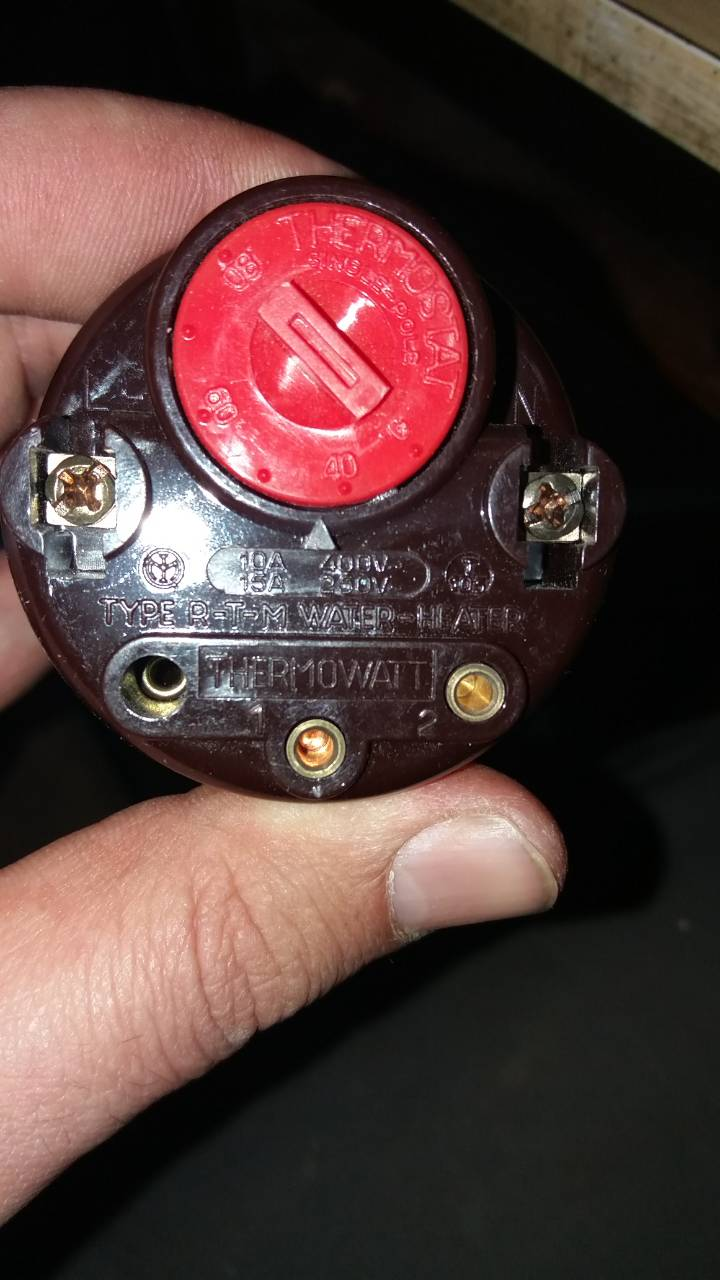 THERMOSTAT
SINGLE-POLE
80
60
40
C
10A 400V~
15A 250V~
TYPE R-T-M WATER-HEATER
THERMOWATT
1 2